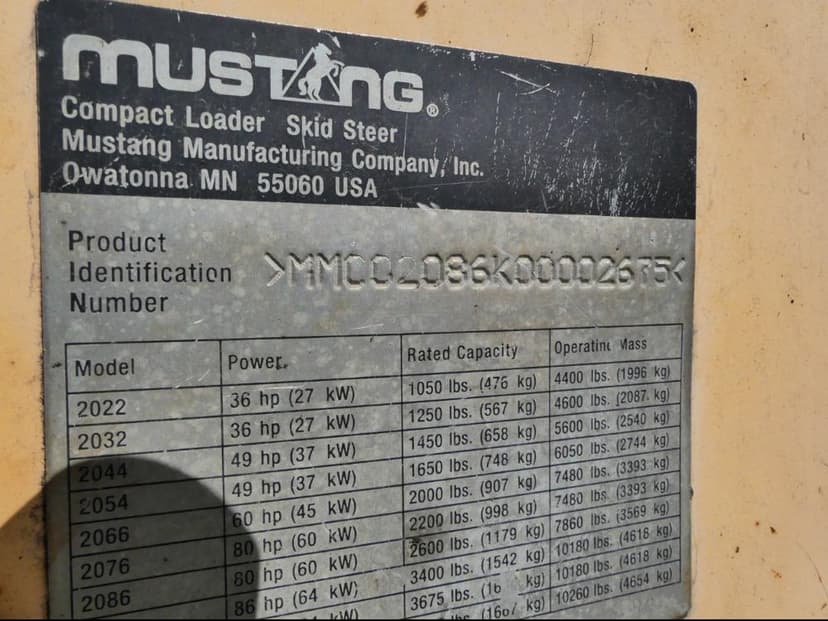 MUSTANG®
Compact Loader Skid Steer
Mustang Manufacturing Company, Inc.
Owatonna MN 55060 USA
Product
Identification
Number
>MMC02086K00002675<
Model Power Rated Capacity Operating Mass
2022 36 hp (27 kW) 1050 lbs. (476 kg) 4400 lbs. (1996 kg)
2032 36 hp (27 kW) 1250 lbs. (567 kg) 4600 lbs. (2087 kg)
2044 49 hp (37 kW) 1450 lbs. (658 kg) 5600 lbs. (2540 kg)
2054 49 hp (37 kW) 1650 lbs. (748 kg) 6050 lbs. (2744 kg)
2066 60 hp (45 kW) 2000 lbs. (907 kg) 7480 lbs. (3393 kg)
2076 80 hp (60 kW) 2200 lbs. (998 kg) 7480 lbs. (3393 kg)
2086 80 hp (60 kW) 2600 lbs. (1179 kg) 7860 lbs. (3569 kg)
86 hp (64 kW) 3400 lbs. (1542 kg) 10180 lbs. (4618 kg)
3675 lbs. kg) 10180 lbs. (4618 kg)
kg) 10260 lbs. (4654 kg)